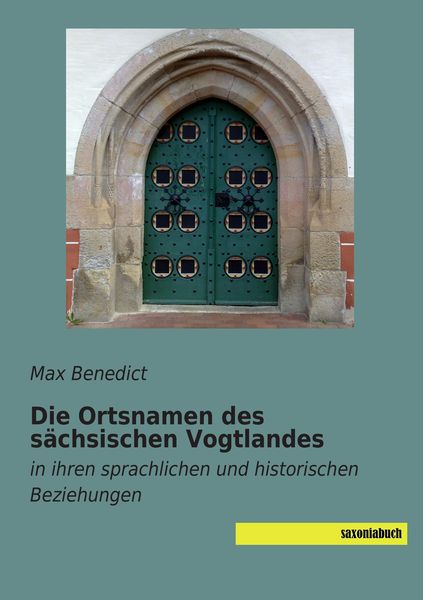 Max Benedict
Die Ortsnamen des
sächsischen Vogtlandes
in ihren sprachlichen und historischen
Beziehungen
saxoniabuch